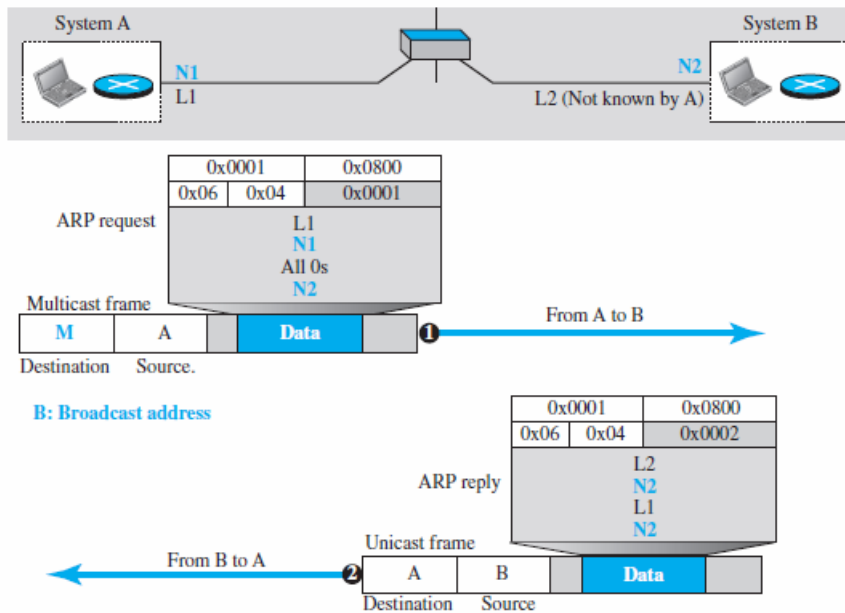 System A
System B
N1
L1
N2
L2 (Not known by A)
0x0001 0x0800
0x06 0x04 0x0001
ARP request
L1
N1
All 0s
N2
Multicast frame
M A Data
Destination Source.
1
From A to B
B: Broadcast address
0x0001 0x0800
0x06 0x04 0x0002
ARP reply
L2
N2
L1
N2
Unicast frame
From B to A
2
A B Data
Destination Source